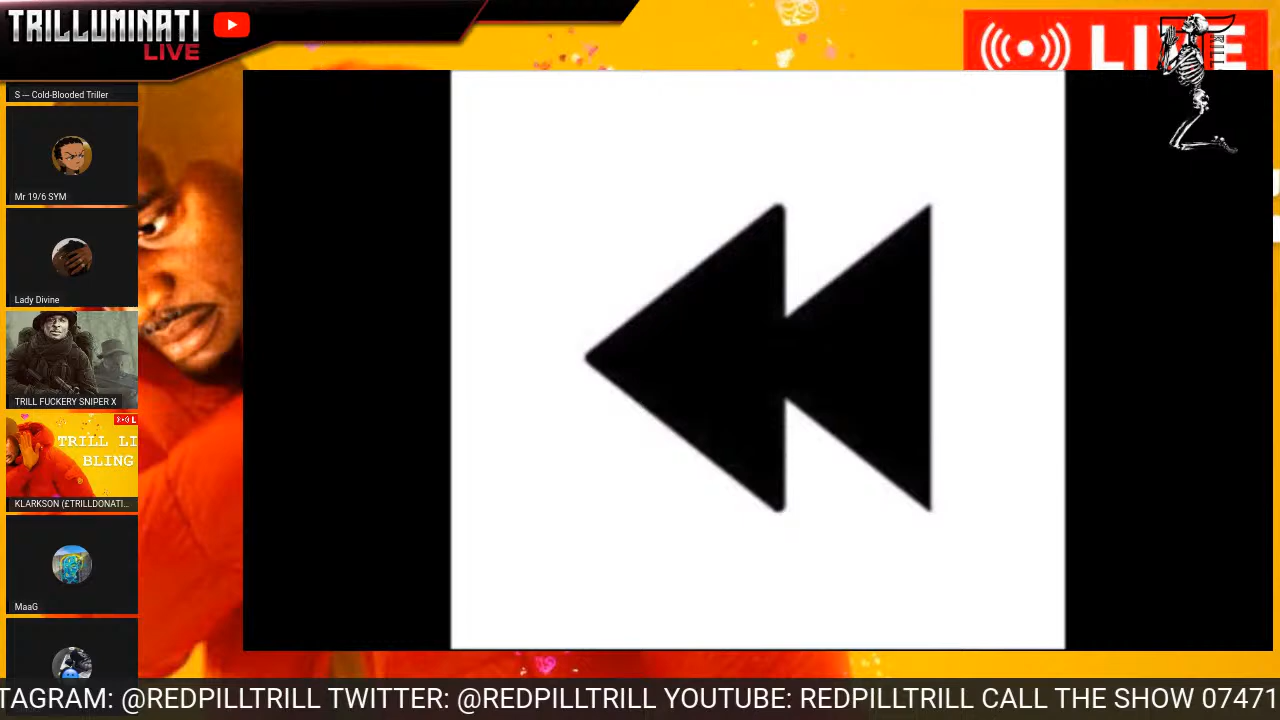 TRILLUMINATI
LIVE
LIVE
TRILL
S --- Cold-Blooded Triller
Mr 19/6 SYM
Lady Divine
TRILL FUCKERY SNIPER X
TRILL LI
BLING
KLARKSON (£TRILLDONATI...
MaaG
TAGRAM: @REDPILLTRILL TWITTER: @REDPILLTRILL YOUTUBE: REDPILLTRILL CALL THE SHOW 07471